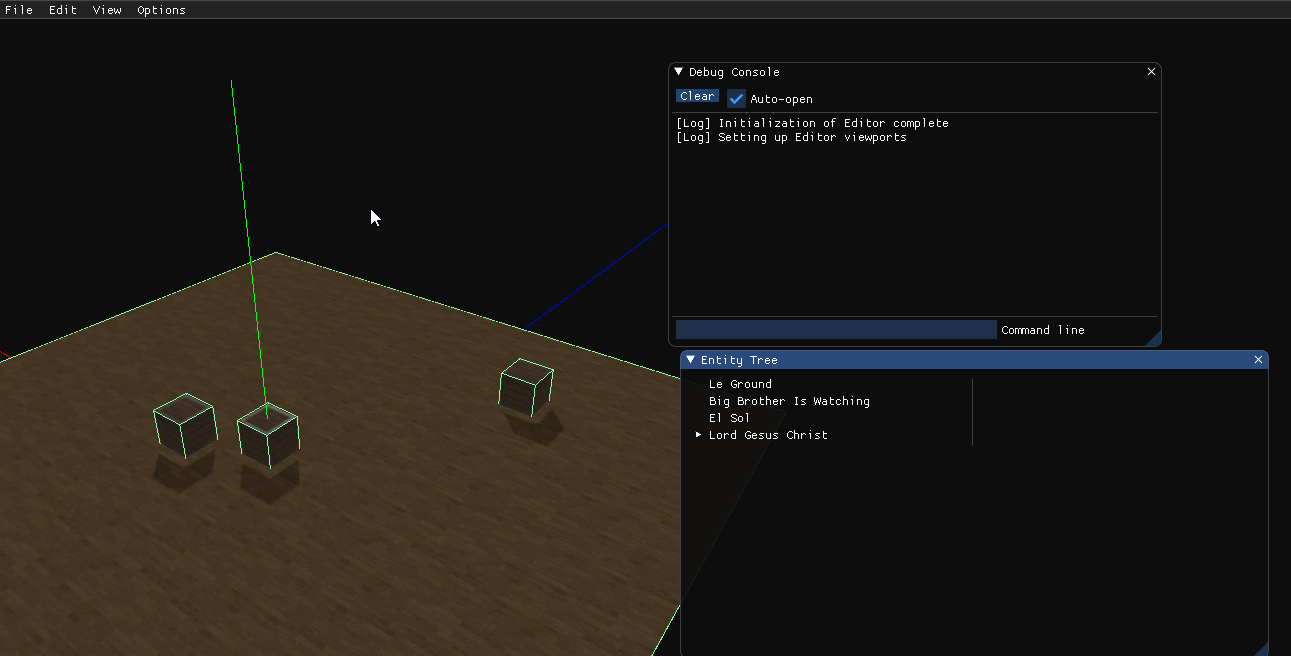 File Edit View Options
Debug Console
Clear Auto-open
[Log] Initialization of Editor complete
[Log] Setting up Editor viewports
Command line
Entity Tree
Le Ground
Big Brother Is Watching
El Sol
Lord Gesus Christ